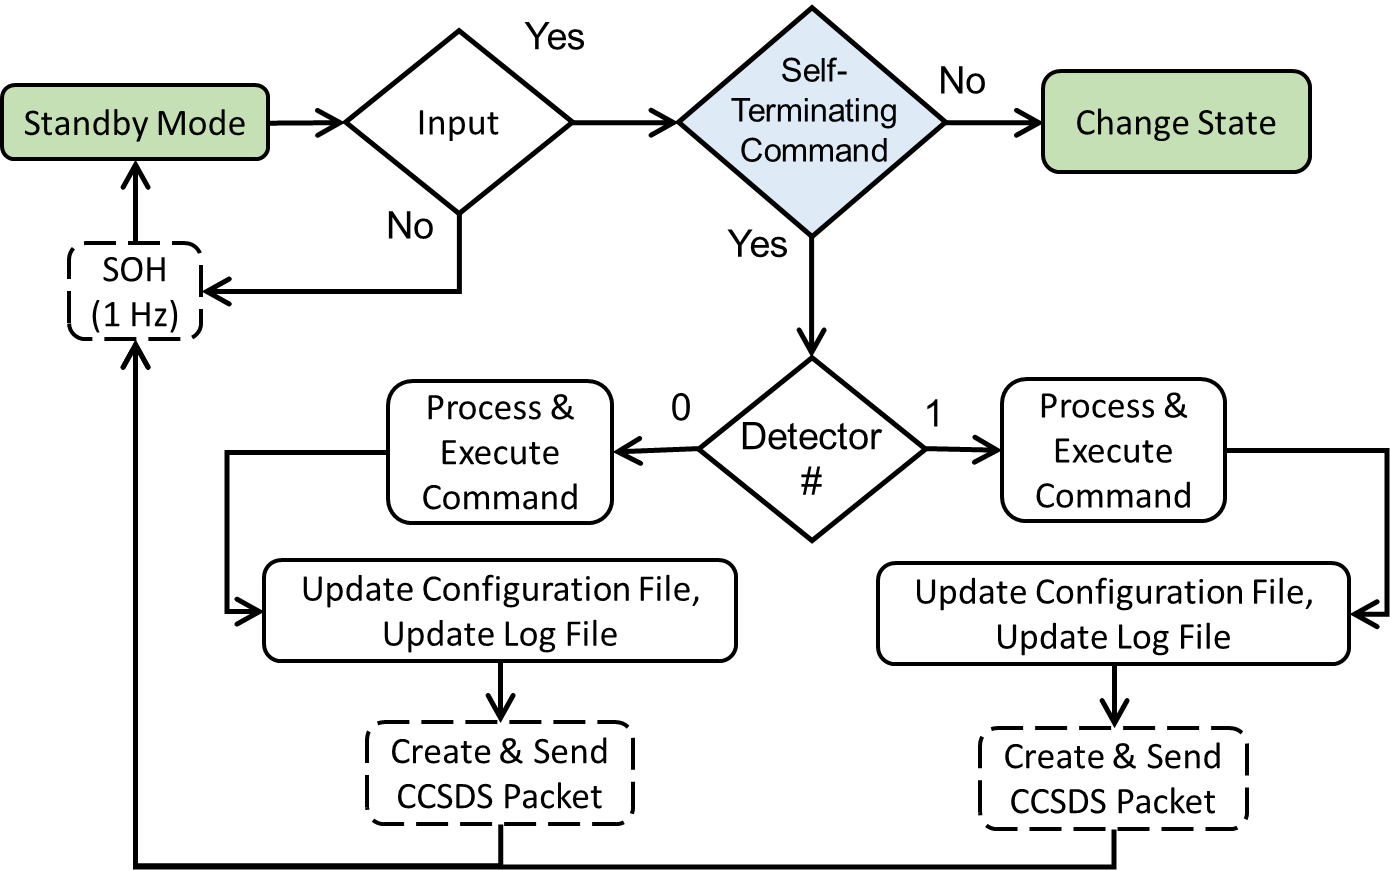 Yes
Self-
Terminating
Command
No
Standby Mode
Input
Change State
No
Yes
SOH
(1 Hz)
Process &
Execute
Command
0
Detector
#
1
Process &
Execute
Command
Update Configuration File,
Update Log File
Update Configuration File,
Update Log File
Create & Send
CCSDS Packet
Create & Send
CCSDS Packet